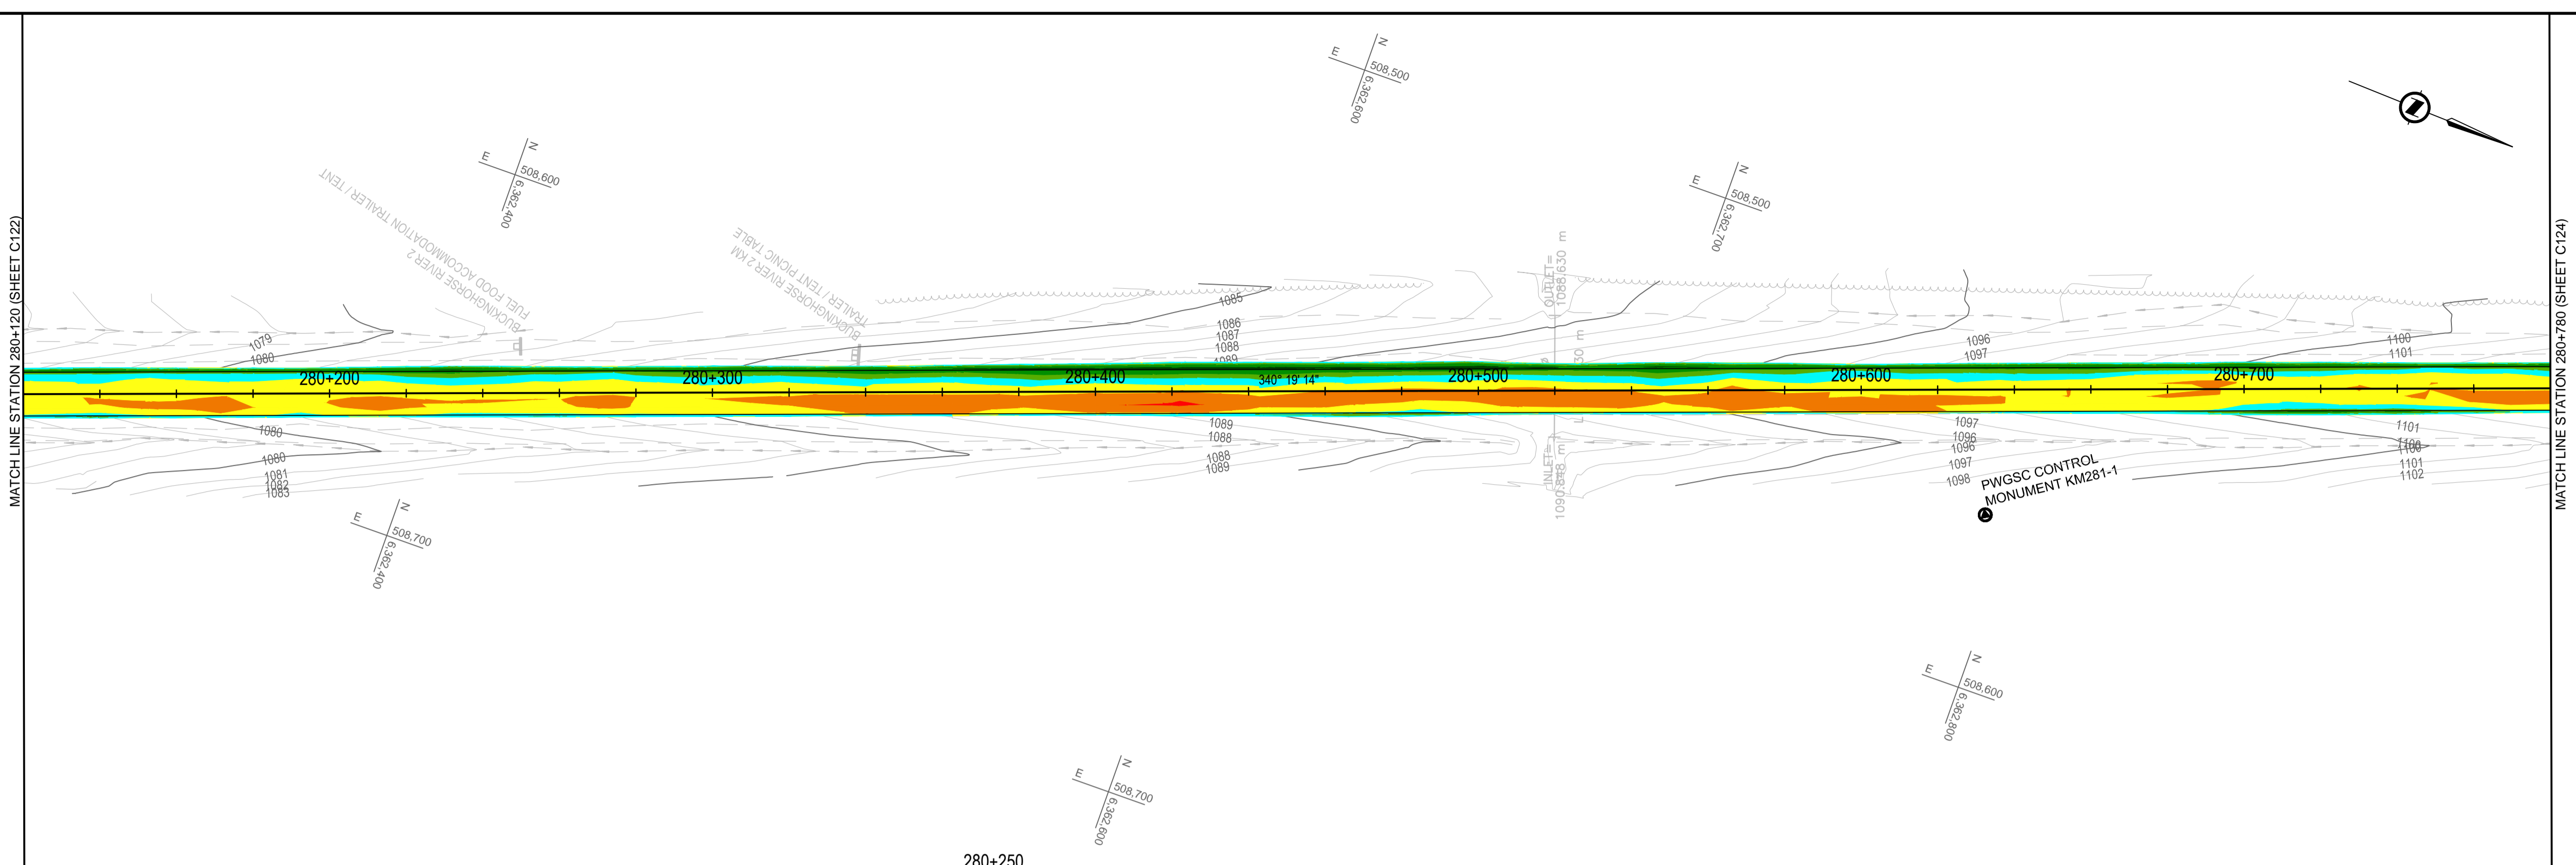 MATCH LINE STATION 280+120 (SHEET C122)
MATCH LINE STATION 280+780 (SHEET C124)
E
N
508,500
6,362,600
E
N
508,600
6,362,400
E
N
508,500
6,362,700
BUCKINGHORSE RIVER 2
FUEL FOOD ACCOMMODATION TRAILER / TENT
BUCKINGHORSE RIVER 2 KM
TRAILER / TENT PICNIC TABLE
OUTLET=
1088.630 m
1079
1080
1085
1086
1087
1088
1089
1096
1097
1100
1101
30 m
Ø
280+200
280+300
280+400
340° 19' 14"
280+500
280+600
280+700
1080
1080
1081
1082
1083
1089
1088
1088
1089
L
INLET=
1090.848 m
1097
1096
1096
1097
1098
1101
1100
1100
1101
1102
PWGSC CONTROL
MONUMENT KM281-1
E
N
508,700
6,362,400
E
N
508,600
6,362,800
E
N
508,700
6,362,600
280+250